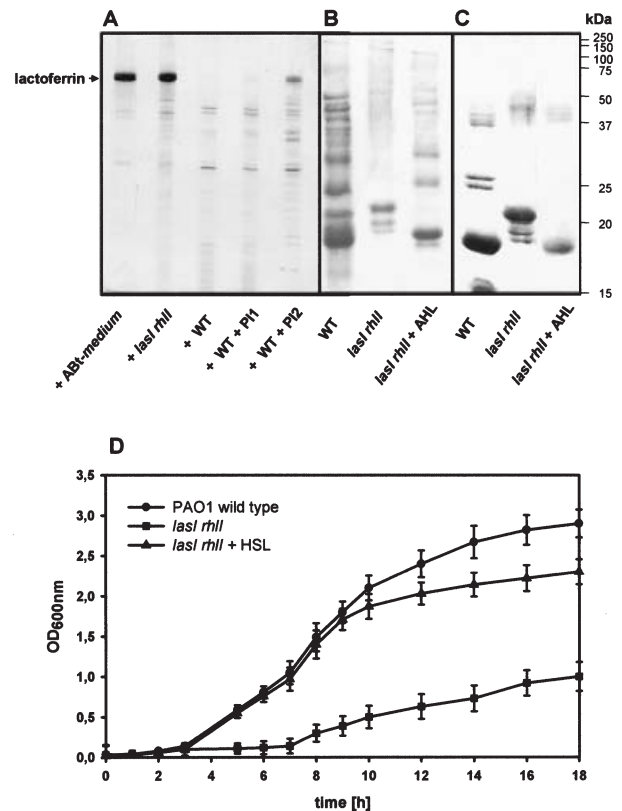 A
B
C
kDa
lactoferrin
250
150
100
75
50
37
25
20
15
+ ABt-medium
+ lasI rhlI
+ WT
+ WT + PI1
+ WT + PI2
WT
lasI rhlI
lasI rhlI + AHL
WT
lasI rhlI
lasI rhlI + AHL
D
3,5
3,0
2,5
2,0
1,5
1,0
0,5
0,0
OD600nm
PAO1 wild type
lasI rhlI
lasI rhlI + HSL
0 2 4 6 8 10 12 14 16 18
time [h]